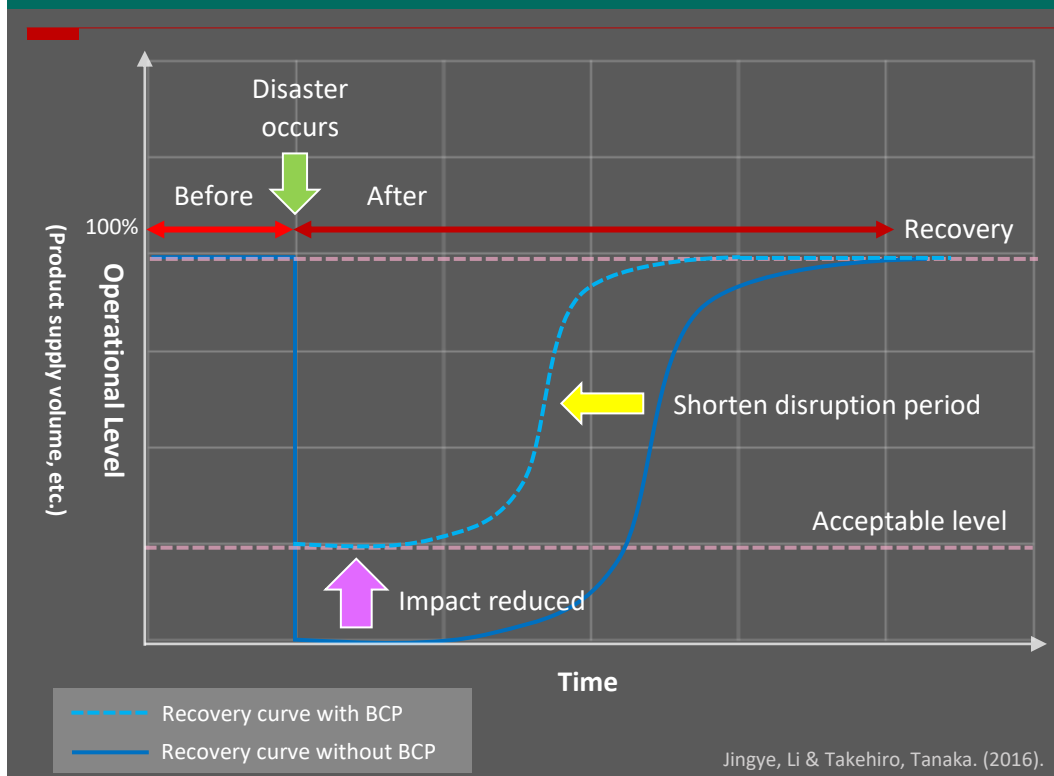 Disaster
occurs
Before
After
100%
Recovery
Operational Level
(Product supply volume, etc.)
Shorten disruption period
Acceptable level
Impact reduced
Time
Recovery curve with BCP
Recovery curve without BCP
Jingye, Li & Takehiro, Tanaka. (2016).